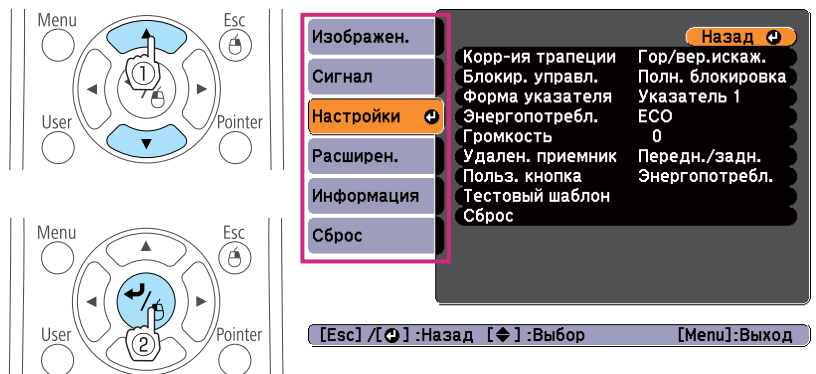 Menu
Esc
①
User
Pointer
Menu
Esc
②
User
Pointer
Изображен.
Сигнал
Настройки
Расширен.
Информация
Сброс
Назад
Корр-ия трапеции Гор/вер.искаж.
Блокир. управл. Полн. блокировка
Форма указателя Указатель 1
Энергопотребл. ECO
Громкость 0
Удален. приемник Передн./задн.
Польз. кнопка Энергопотребл.
Тестовый шаблон
Сброс
[Esc] /[⏎] :Назад [◆] :Выбор [Menu]:Выход